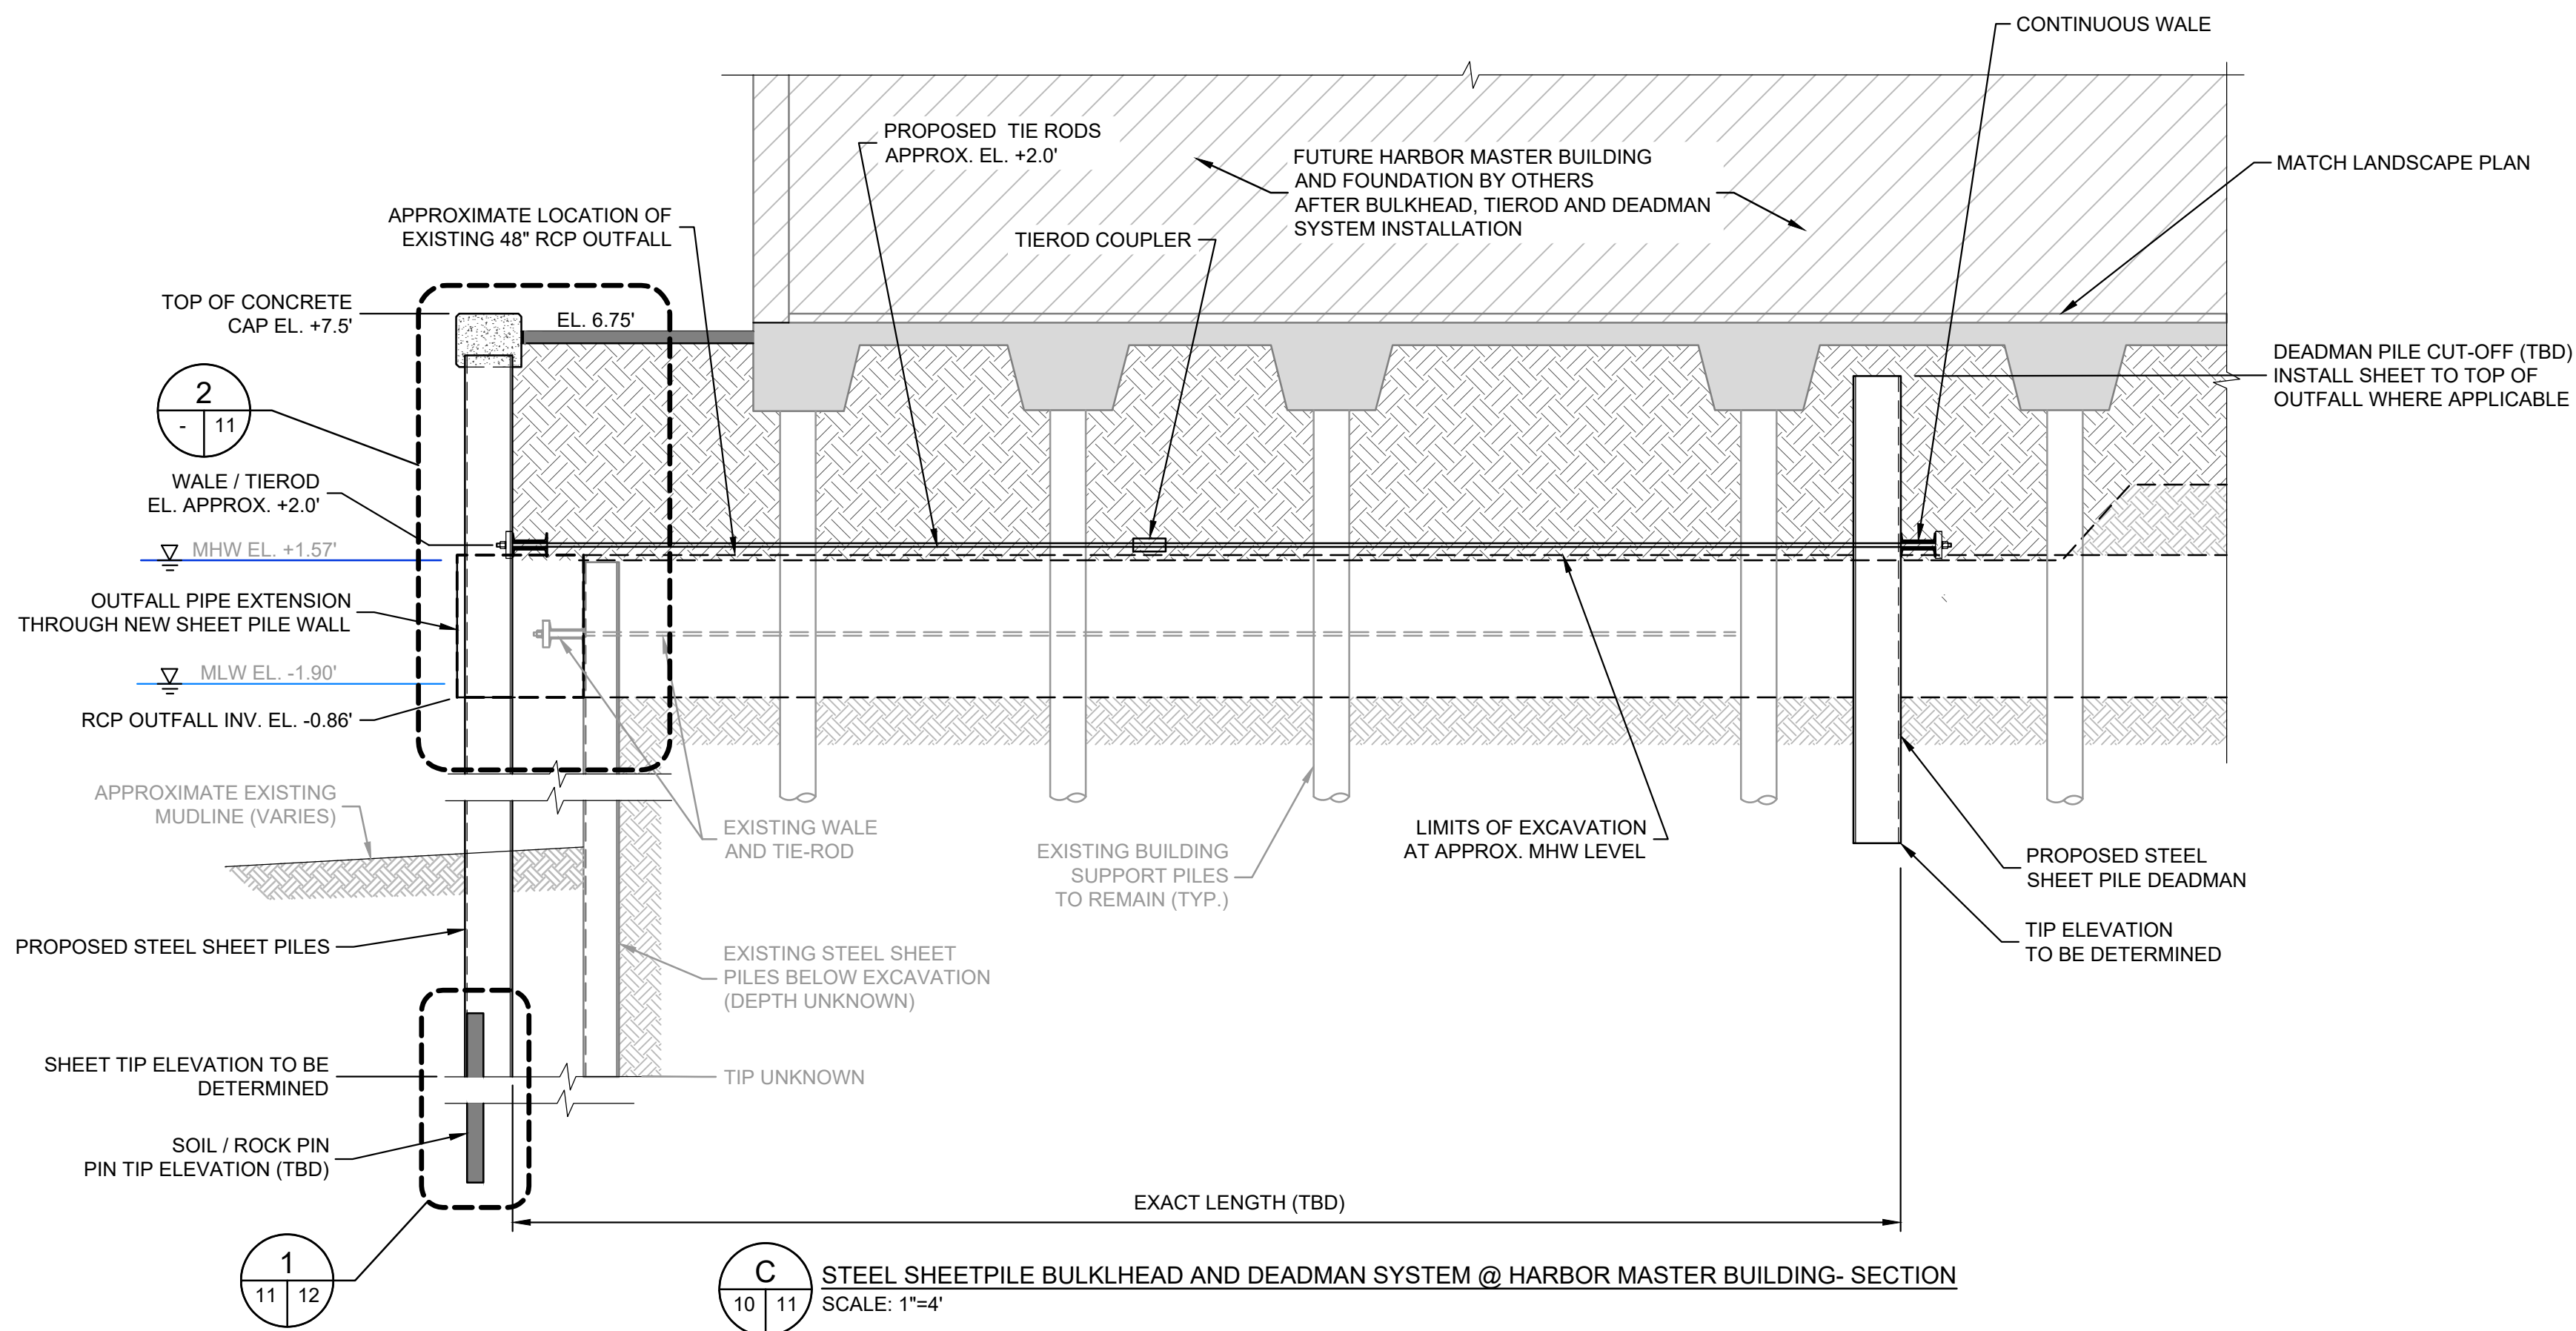 CONTINUOUS WALE
PROPOSED TIE RODS
APPROX. EL. +2.0'
FUTURE HARBOR MASTER BUILDING
AND FOUNDATION BY OTHERS
AFTER BULKHEAD, TIEROD AND DEADMAN
SYSTEM INSTALLATION
MATCH LANDSCAPE PLAN
APPROXIMATE LOCATION OF
EXISTING 48" RCP OUTFALL
TIEROD COUPLER
TOP OF CONCRETE
CAP EL. +7.5'
EL. 6.75'
DEADMAN PILE CUT-OFF (TBD)
INSTALL SHEET TO TOP OF
OUTFALL WHERE APPLICABLE
2
- 11
WALE / TIEROD
EL. APPROX. +2.0'
MHW EL. +1.57'
OUTFALL PIPE EXTENSION
THROUGH NEW SHEET PILE WALL
MLW EL. -1.90'
RCP OUTFALL INV. EL. -0.86'
APPROXIMATE EXISTING
MUDLINE (VARIES)
EXISTING WALE
AND TIE-ROD
EXISTING BUILDING
SUPPORT PILES
TO REMAIN (TYP.)
LIMITS OF EXCAVATION
AT APPROX. MHW LEVEL
PROPOSED STEEL
SHEET PILE DEADMAN
TIP ELEVATION
TO BE DETERMINED
PROPOSED STEEL SHEET PILES
EXISTING STEEL SHEET
PILES BELOW EXCAVATION
(DEPTH UNKNOWN)
SHEET TIP ELEVATION TO BE
DETERMINED
TIP UNKNOWN
SOIL / ROCK PIN
PIN TIP ELEVATION (TBD)
EXACT LENGTH (TBD)
1
11 12
C
10 11
STEEL SHEETPILE BULKLHEAD AND DEADMAN SYSTEM @ HARBOR MASTER BUILDING- SECTION
SCALE: 1"=4'